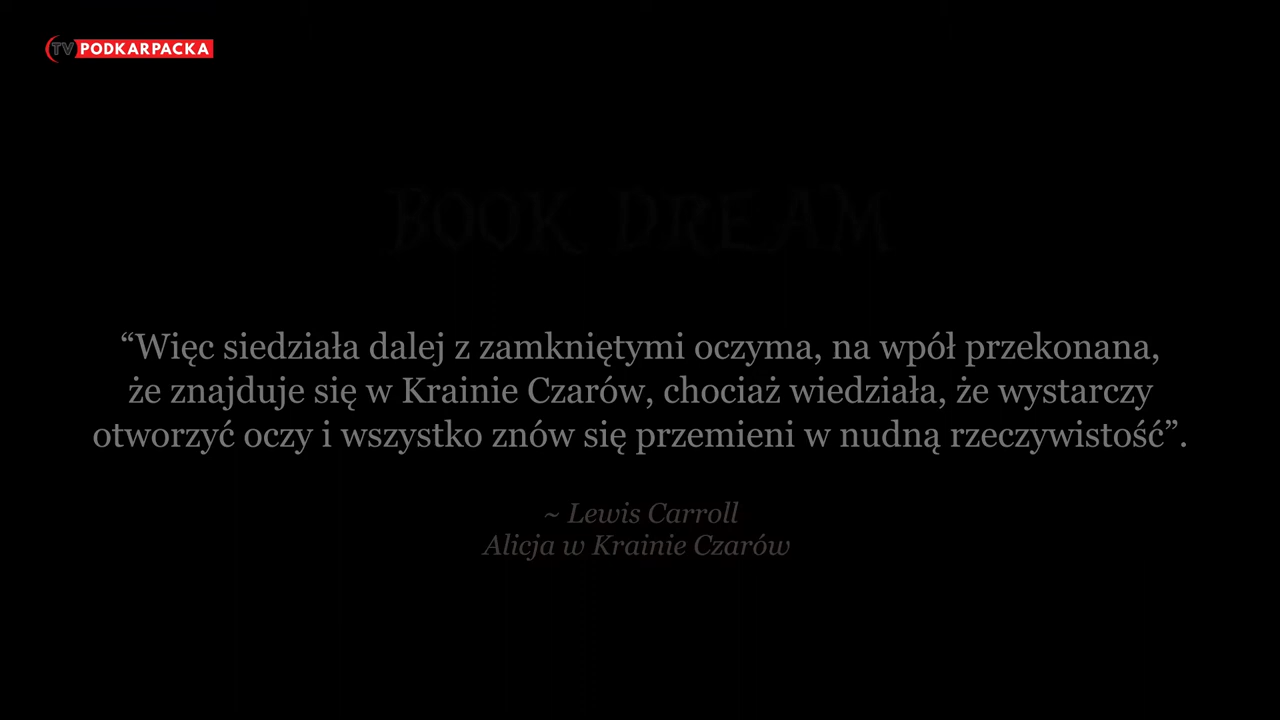 TV PODKARPACKA
BOOK DREAM
“Więc siedziała dalej z zamkniętymi oczyma, na wpół przekonana,
że znajduje się w Krainie Czarów, chociaż wiedziała, że wystarczy
otworzyć oczy i wszystko znów się przemieni w nudną rzeczywistość”.
~ Lewis Carroll
Alicja w Krainie Czarów